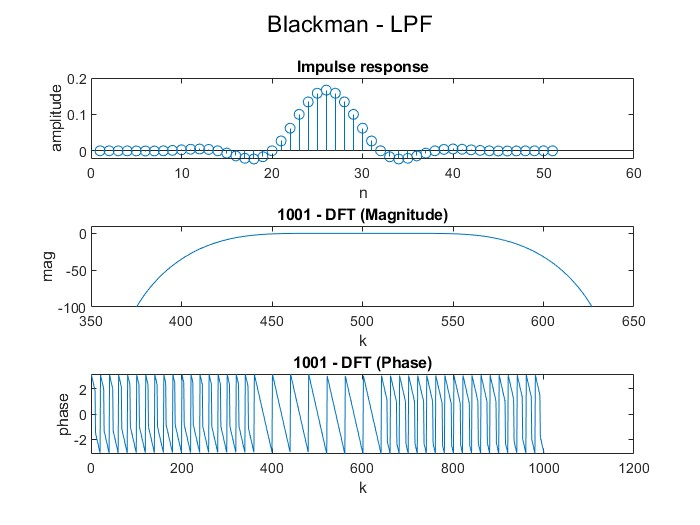 Blackman - LPF
Impulse response
amplitude
0.2
0.1
0
0 10 20 30 40 50 60
n
1001 - DFT (Magnitude)
mag
0
-50
-100
350 400 450 500 550 600 650
k
1001 - DFT (Phase)
phase
2
0
-2
0 200 400 600 800 1000 1200
k